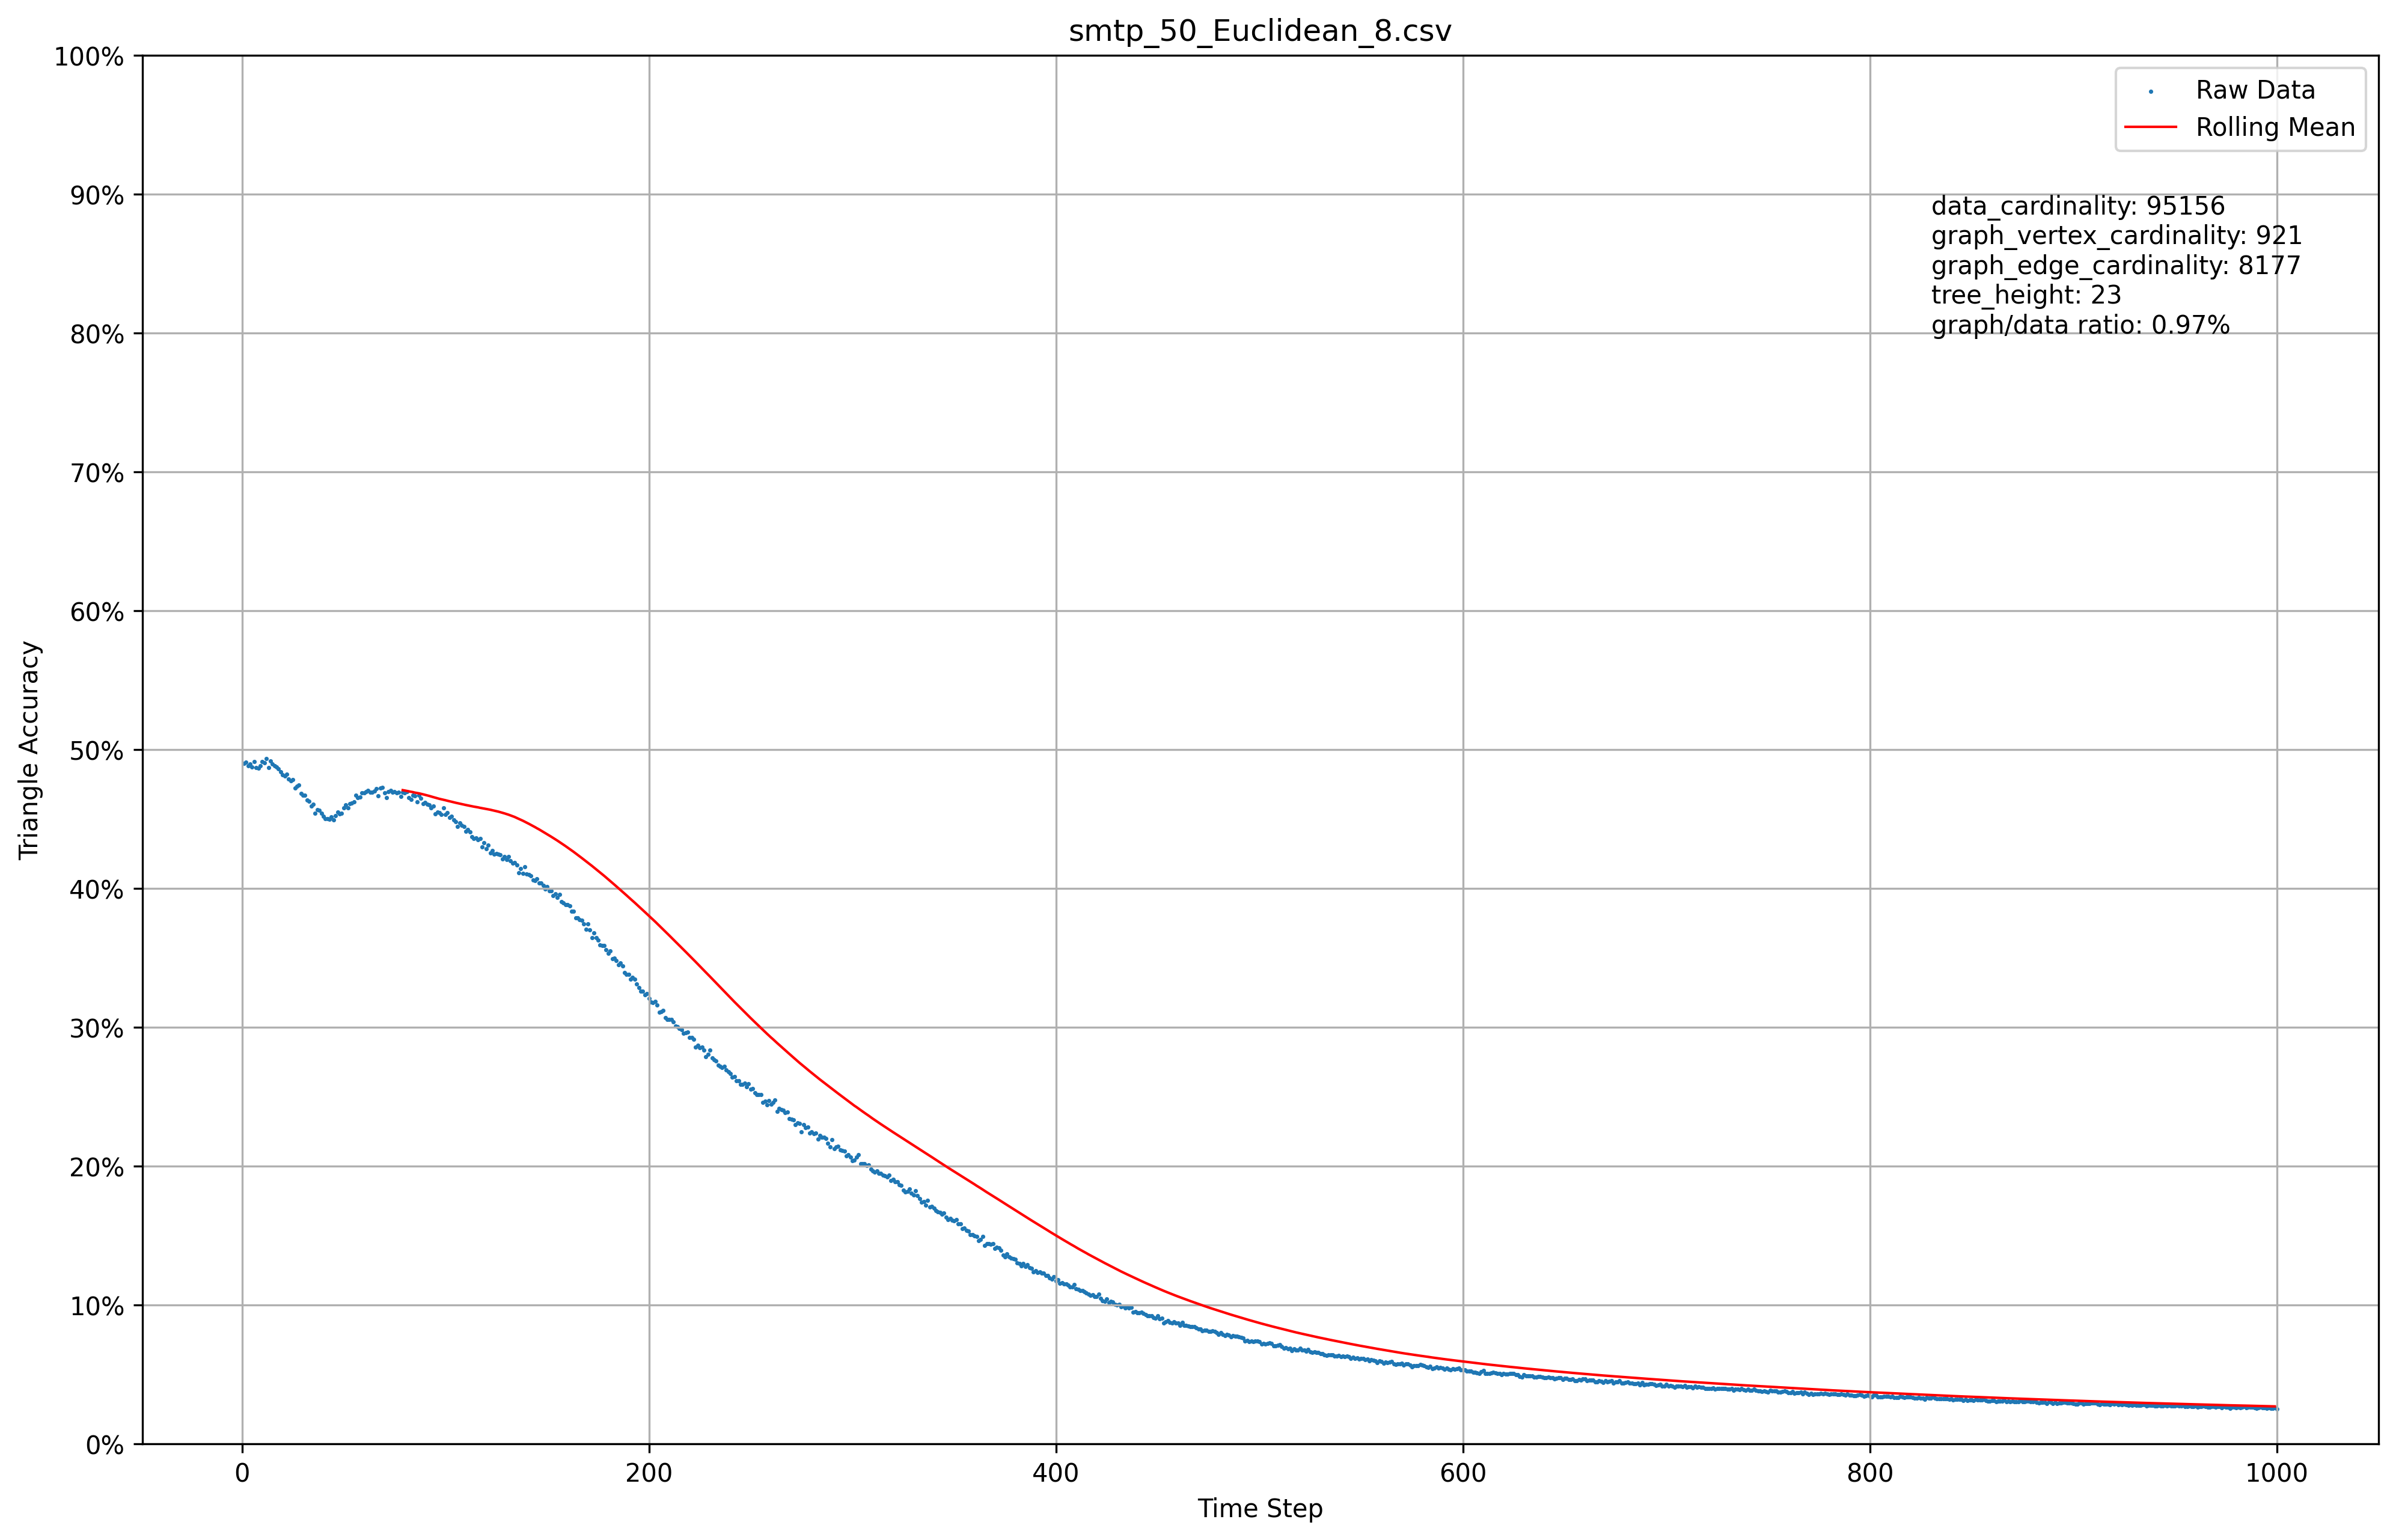 smtp_50_Euclidean_8.csv
100%
90%
80%
70%
60%
50%
40%
30%
20%
10%
0%
Triangle Accuracy
Raw Data
Rolling Mean
data_cardinality: 95156
graph_vertex_cardinality: 921
graph_edge_cardinality: 8177
tree_height: 23
graph/data ratio: 0.97%
0 200 400 600 800 1000
Time Step